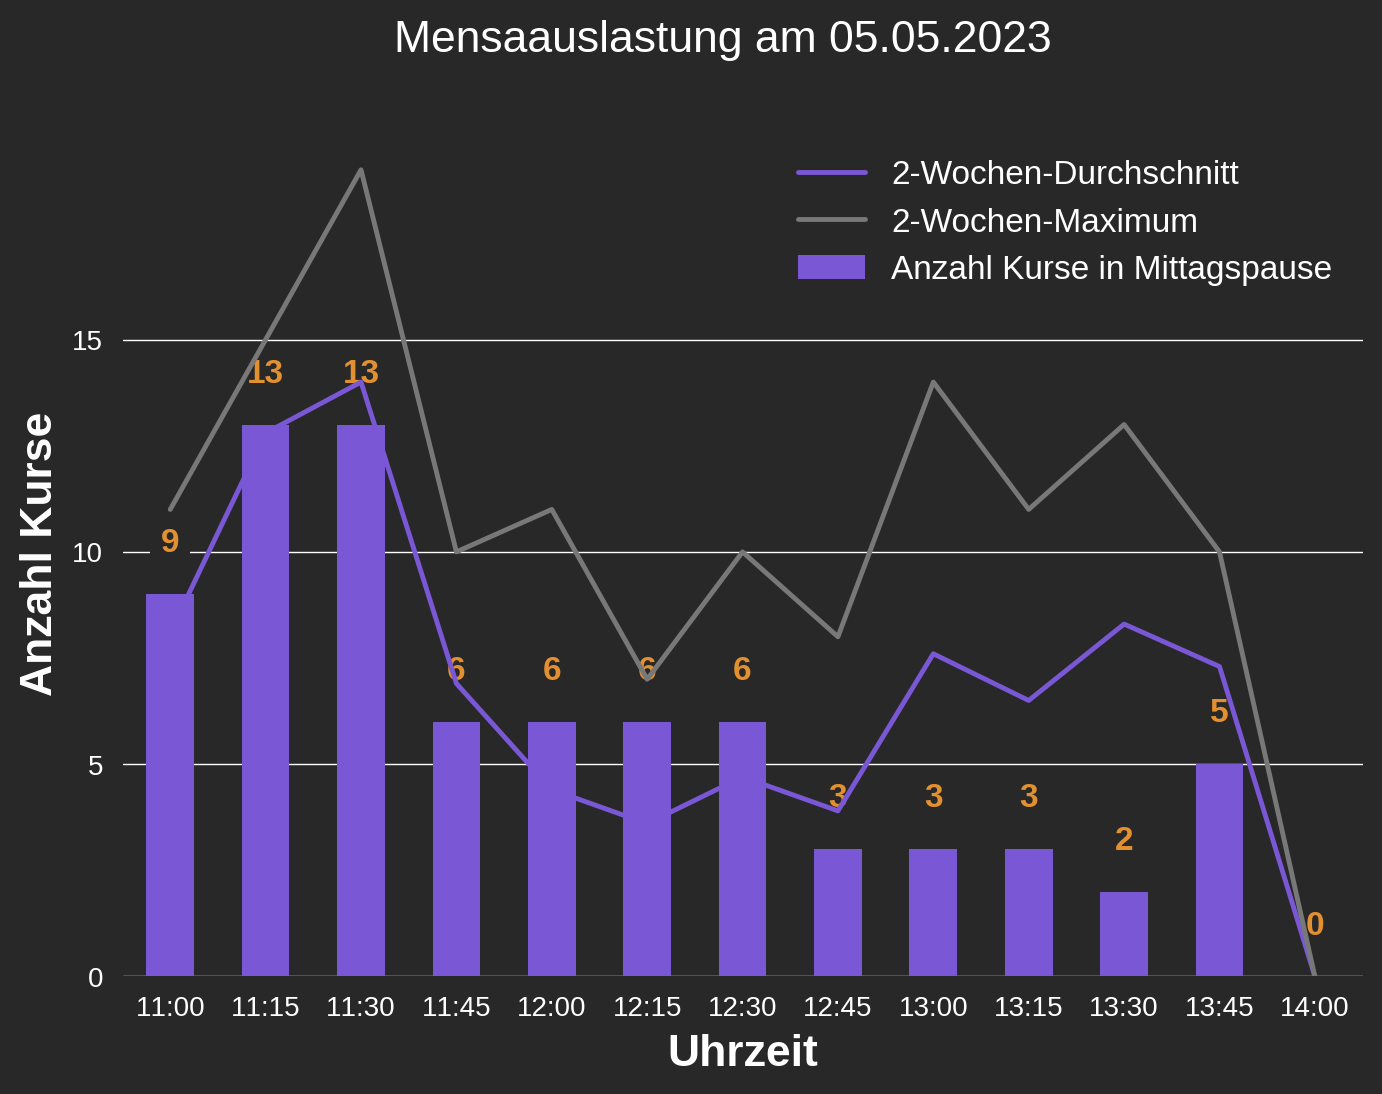 Mensaauslastung am 05.05.2023
2-Wochen-Durchschnitt
2-Wochen-Maximum
Anzahl Kurse in Mittagspause
Anzahl Kurse
15
10
5
0
9
13
13
6
6
6
6
3
3
3
2
5
0
11:00 11:15 11:30 11:45 12:00 12:15 12:30 12:45 13:00 13:15 13:30 13:45 14:00
Uhrzeit